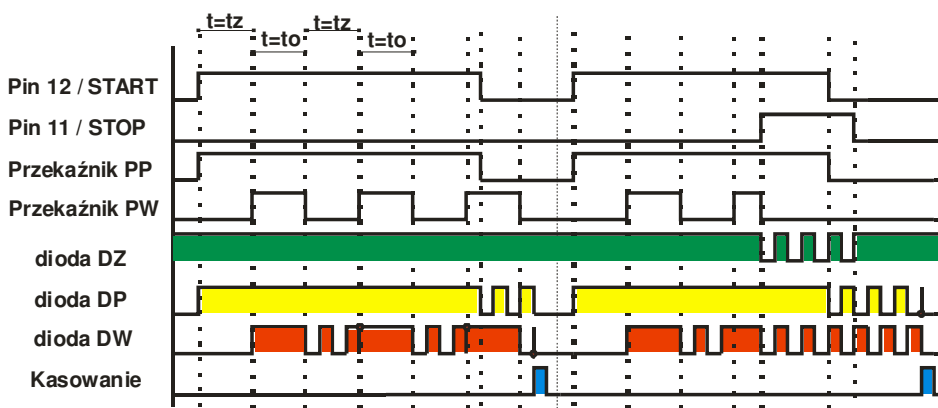 t=tz
t=tz
t=to
t=to
Pin 12 / START
Pin 11 / STOP
Przekaźnik PP
Przekaźnik PW
dioda DZ
dioda DP
dioda DW
Kasowanie